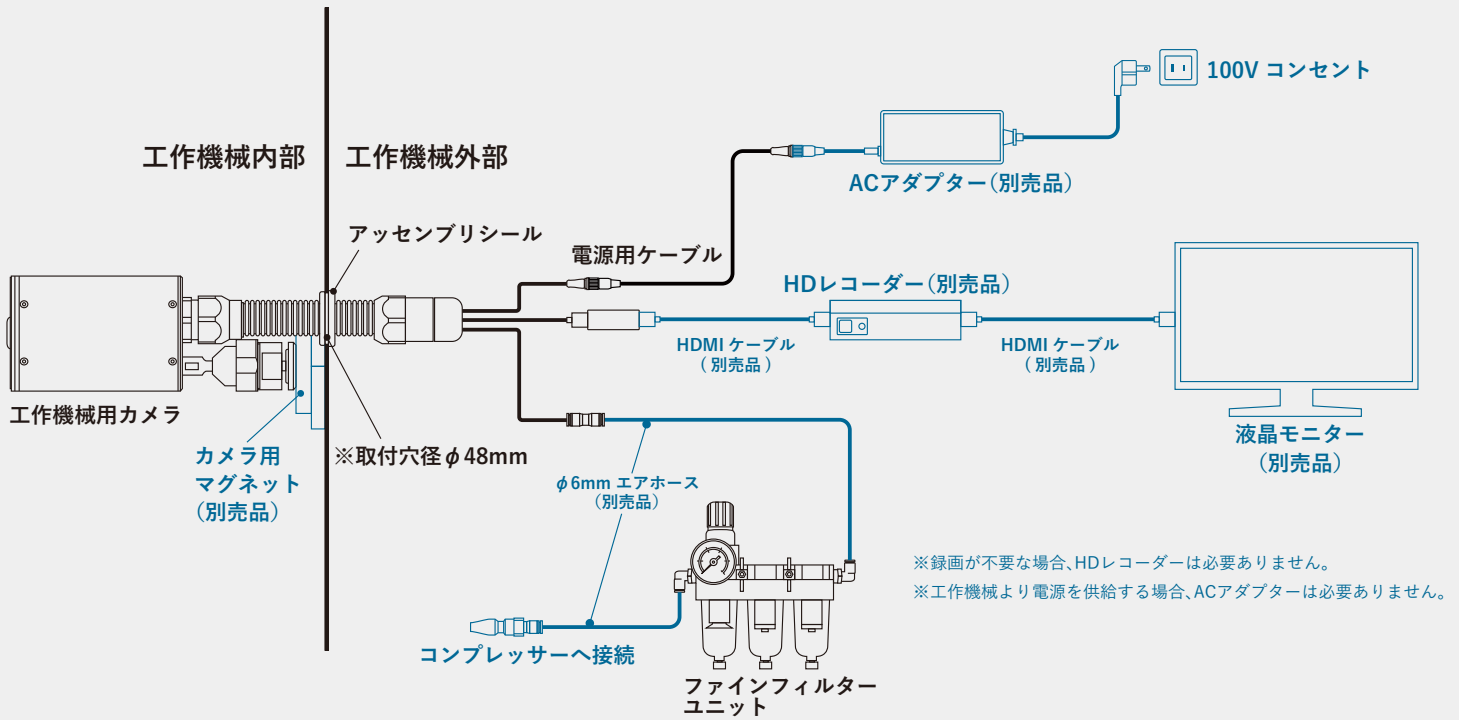 100V コンセント
工作機械内部
工作機械外部
ACアダプター(別売品)
アッセンブリシール
電源用ケーブル
HDレコーダー(別売品)
HDMI ケーブル
(別売品)
HDMI ケーブル
(別売品)
工作機械用カメラ
液晶モニター
(別売品)
カメラ用
マグネット
(別売品)
※取付穴径φ48mm
φ6mm エアホース
(別売品)
※録画が不要な場合、HDレコーダーは必要ありません。
※工作機械より電源を供給する場合、ACアダプターは必要ありません。
コンプレッサーへ接続
ファインフィルター
ユニット